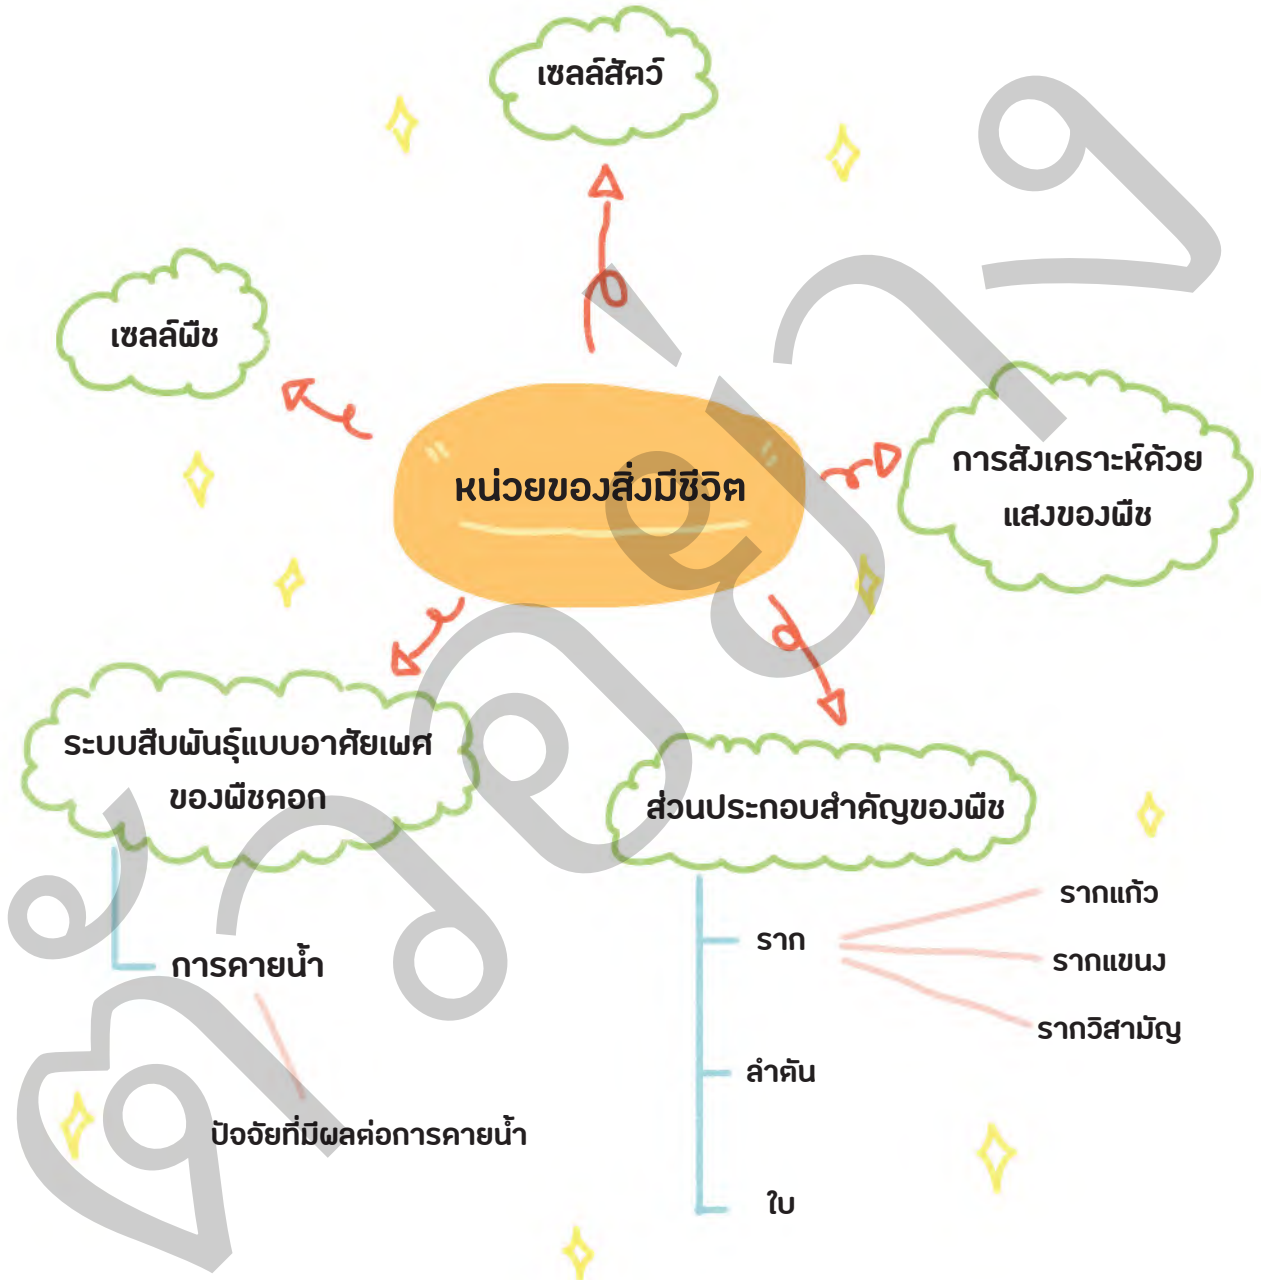 เซลล์สัตว์
เซลล์พืช
หน่วยของสิ่งมีชีวิต
การสังเคราะห์ด้วย
แสงของพืช
ระบบสืบพันธุ์แบบอาศัยเพศ
ของพืชดอก
ส่วนประกอบสำคัญของพืช
ราก
รากแก้ว
รากแขนง
รากวิสามัญ
การคายน้ำ
ลำต้น
ปัจจัยที่มีผลต่อการคายน้ำ
ใบ
ตัวอย่าง